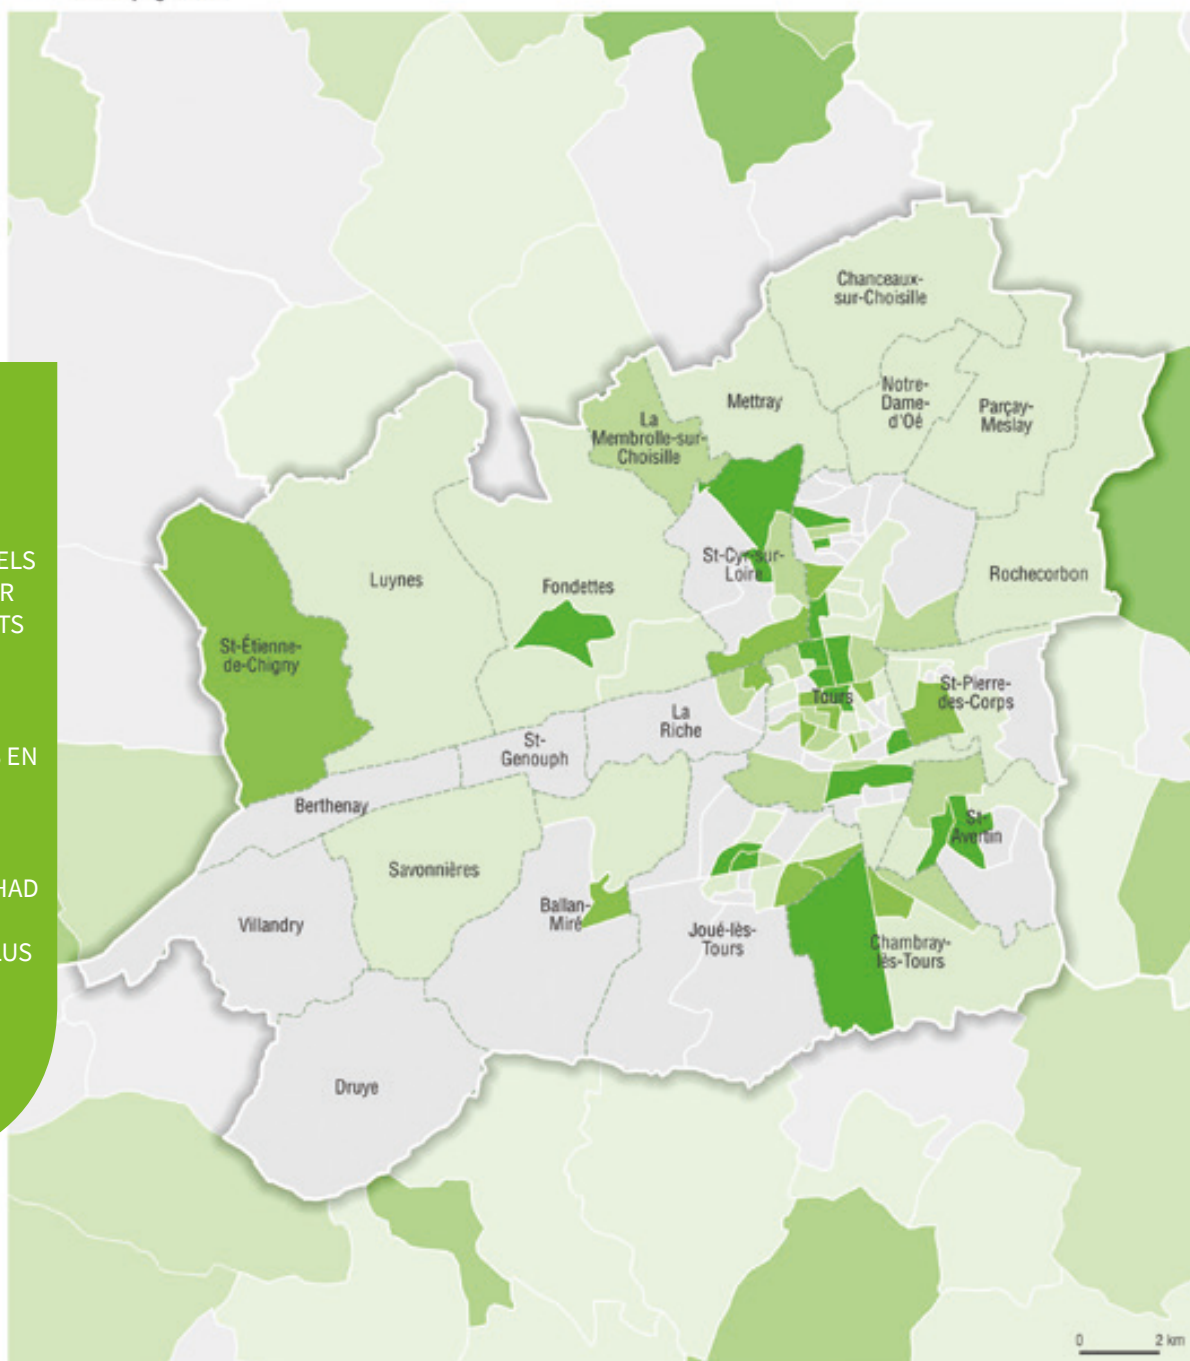 Chanceaux-
sur-Choisille
Notre-
Dame-
d'Oé
Mettray
Parçay-
Meslay
La
Membrolle-sur-
Choisille
ELS
R
TS
EN
HAD
LUS
St-Cyr-sur-
Loire
Luynes
Fondettes
Rochecorbon
St-Étienne-
de-Chigny
St-Pierre-
des-Corps
Tours
La
Riche
St-
Genouph
Berthenay
St-
Avertin
Savonnières
Ballan-
Miré
Villandry
Joué-lès-
Tours
Chambray-
lès-Tours
Druye
0 2 km